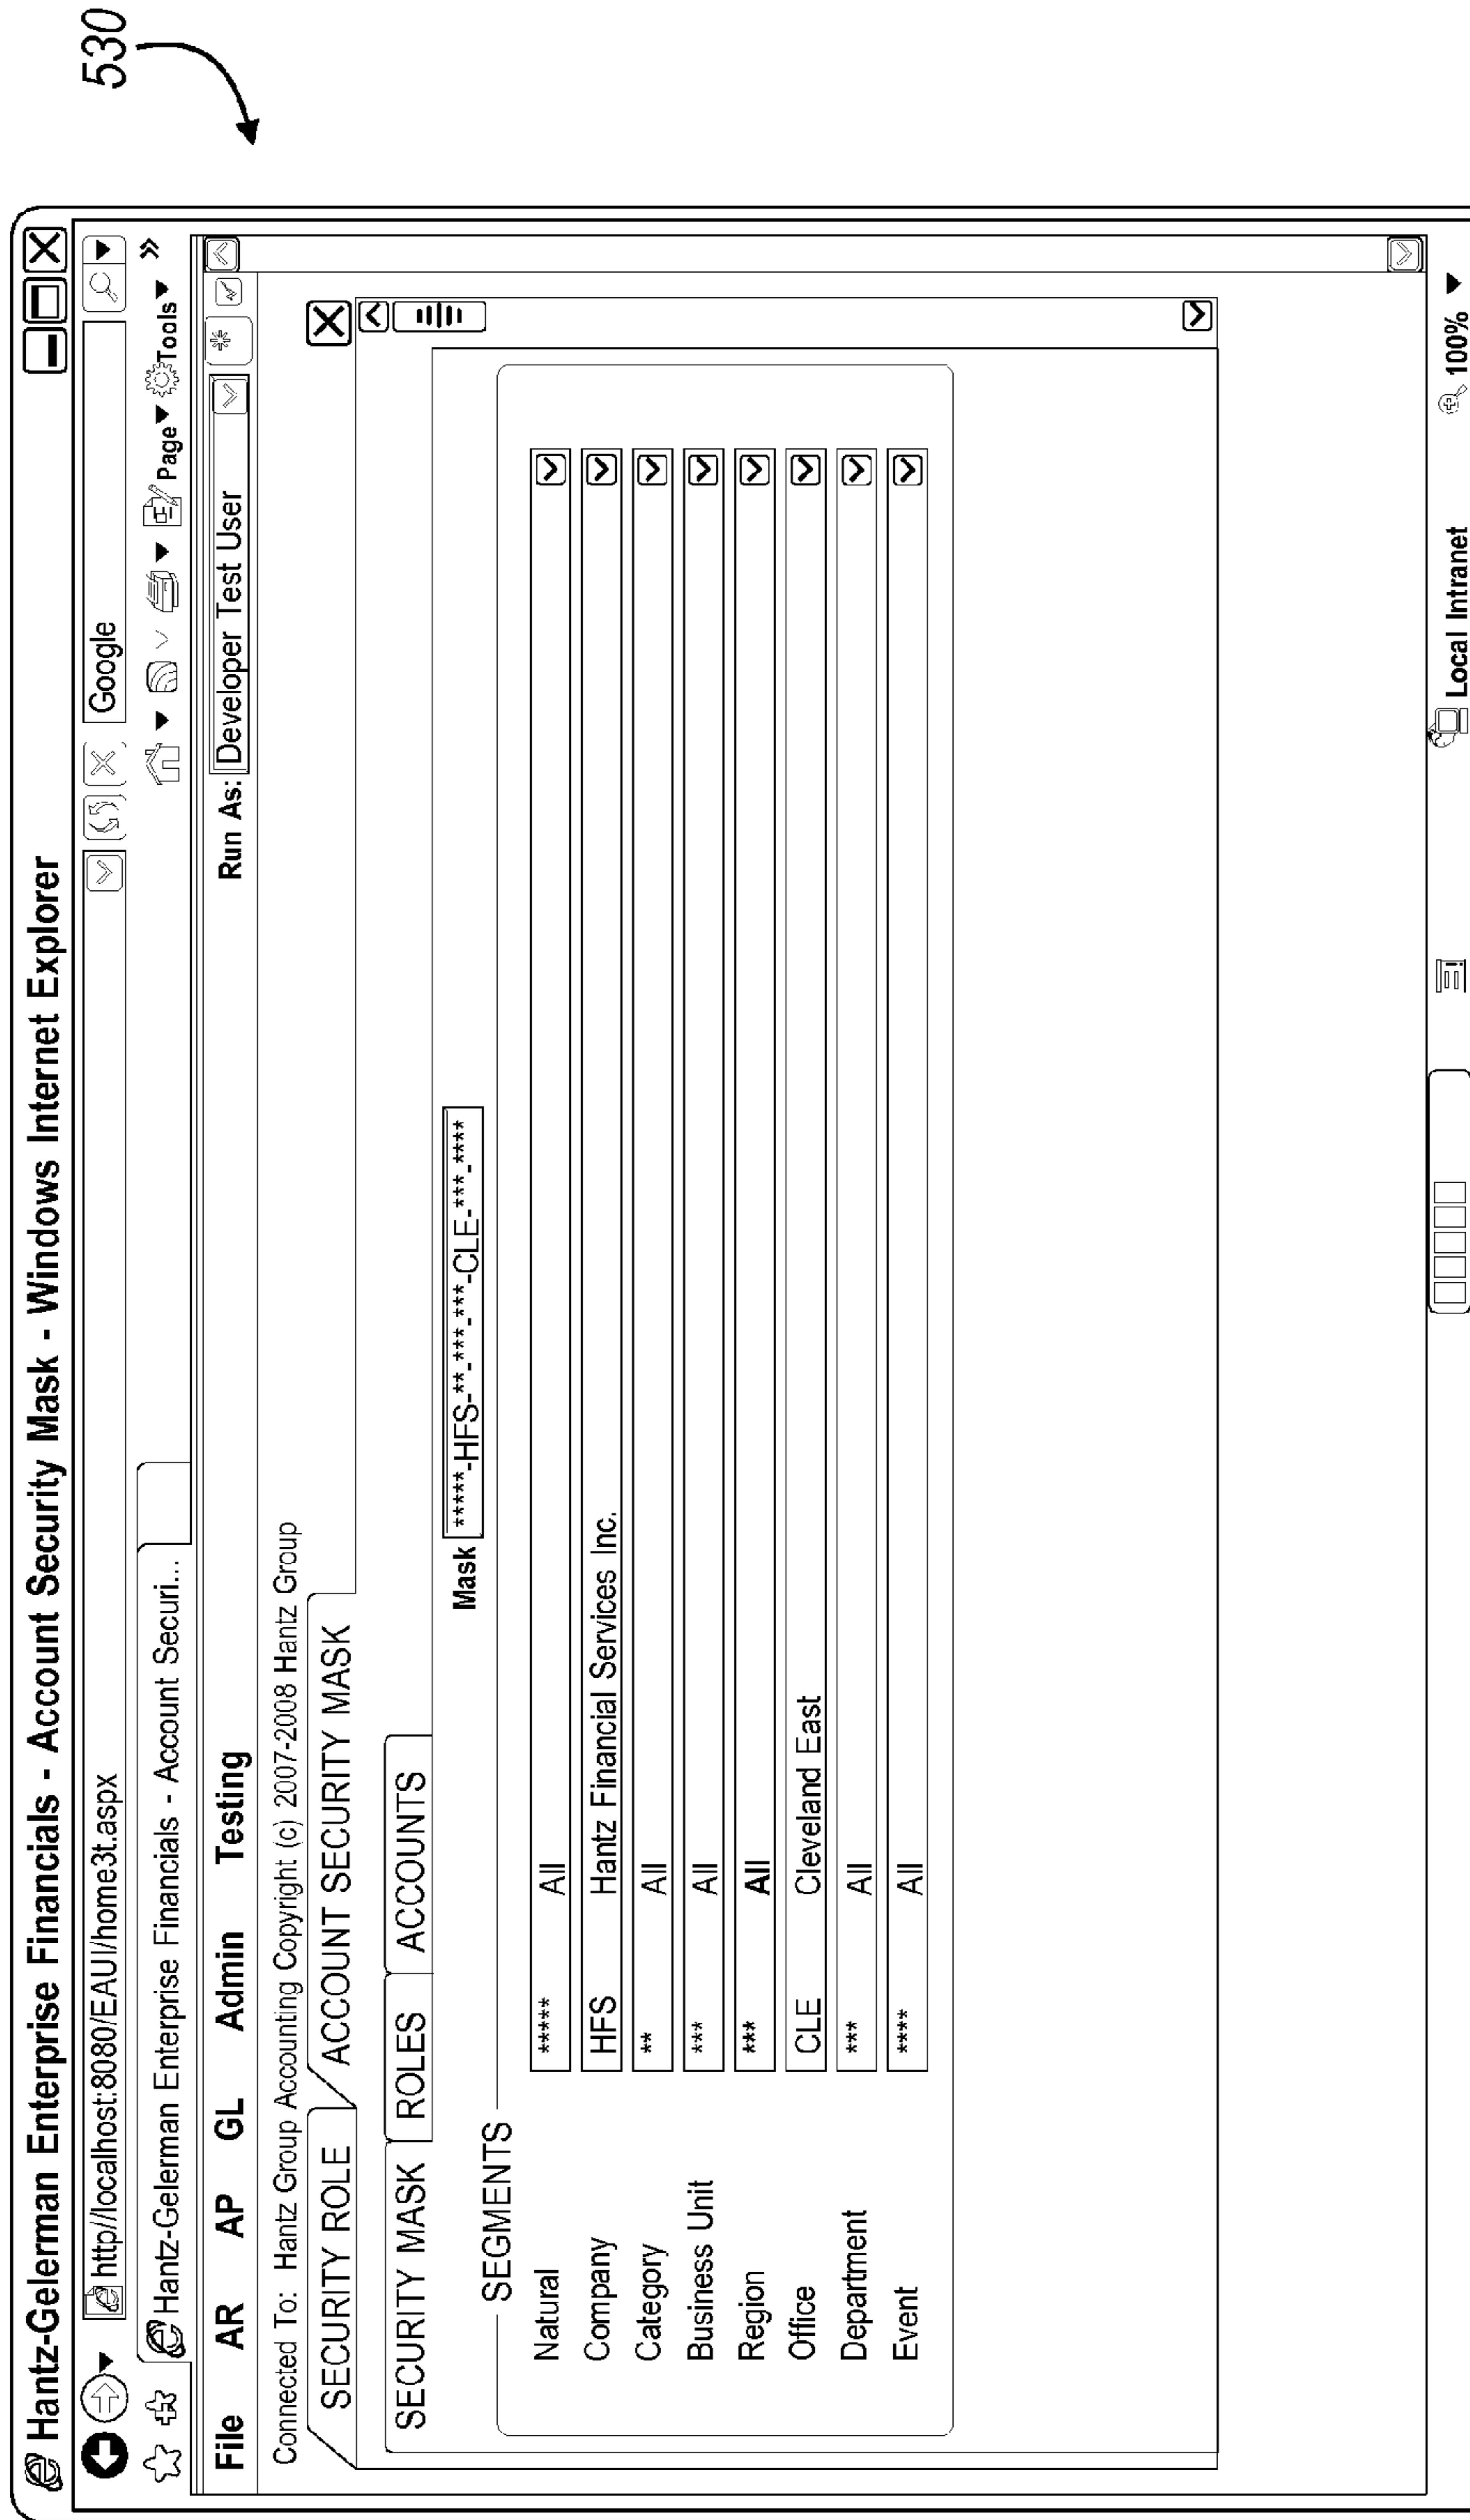 530
Hantz-Gelerman Enterprise Financials - Account Security Mask - Windows Internet Explorer
http//localhost:8080/EAUI/home3t.aspx
Google
Hantz-Gelerman Enterprise Financials - Account Securi...
Page Tools
File AR AP GL Admin Testing Run As: Developer Test User
Connected To: Hantz Group Accounting Copyright (c) 2007-2008 Hantz Group
SECURITY ROLE ACCOUNT SECURITY MASK
SECURITY MASK ROLES ACCOUNTS
Mask *****-HFS-**-***-***-CLE-***-****
SEGMENTS
Natural ***** All
Company HFS Hantz Financial Services Inc.
Category ** All
Business Unit *** All
Region *** All
Office CLE Cleveland East
Department *** All
Event **** All
Local Intranet 100%